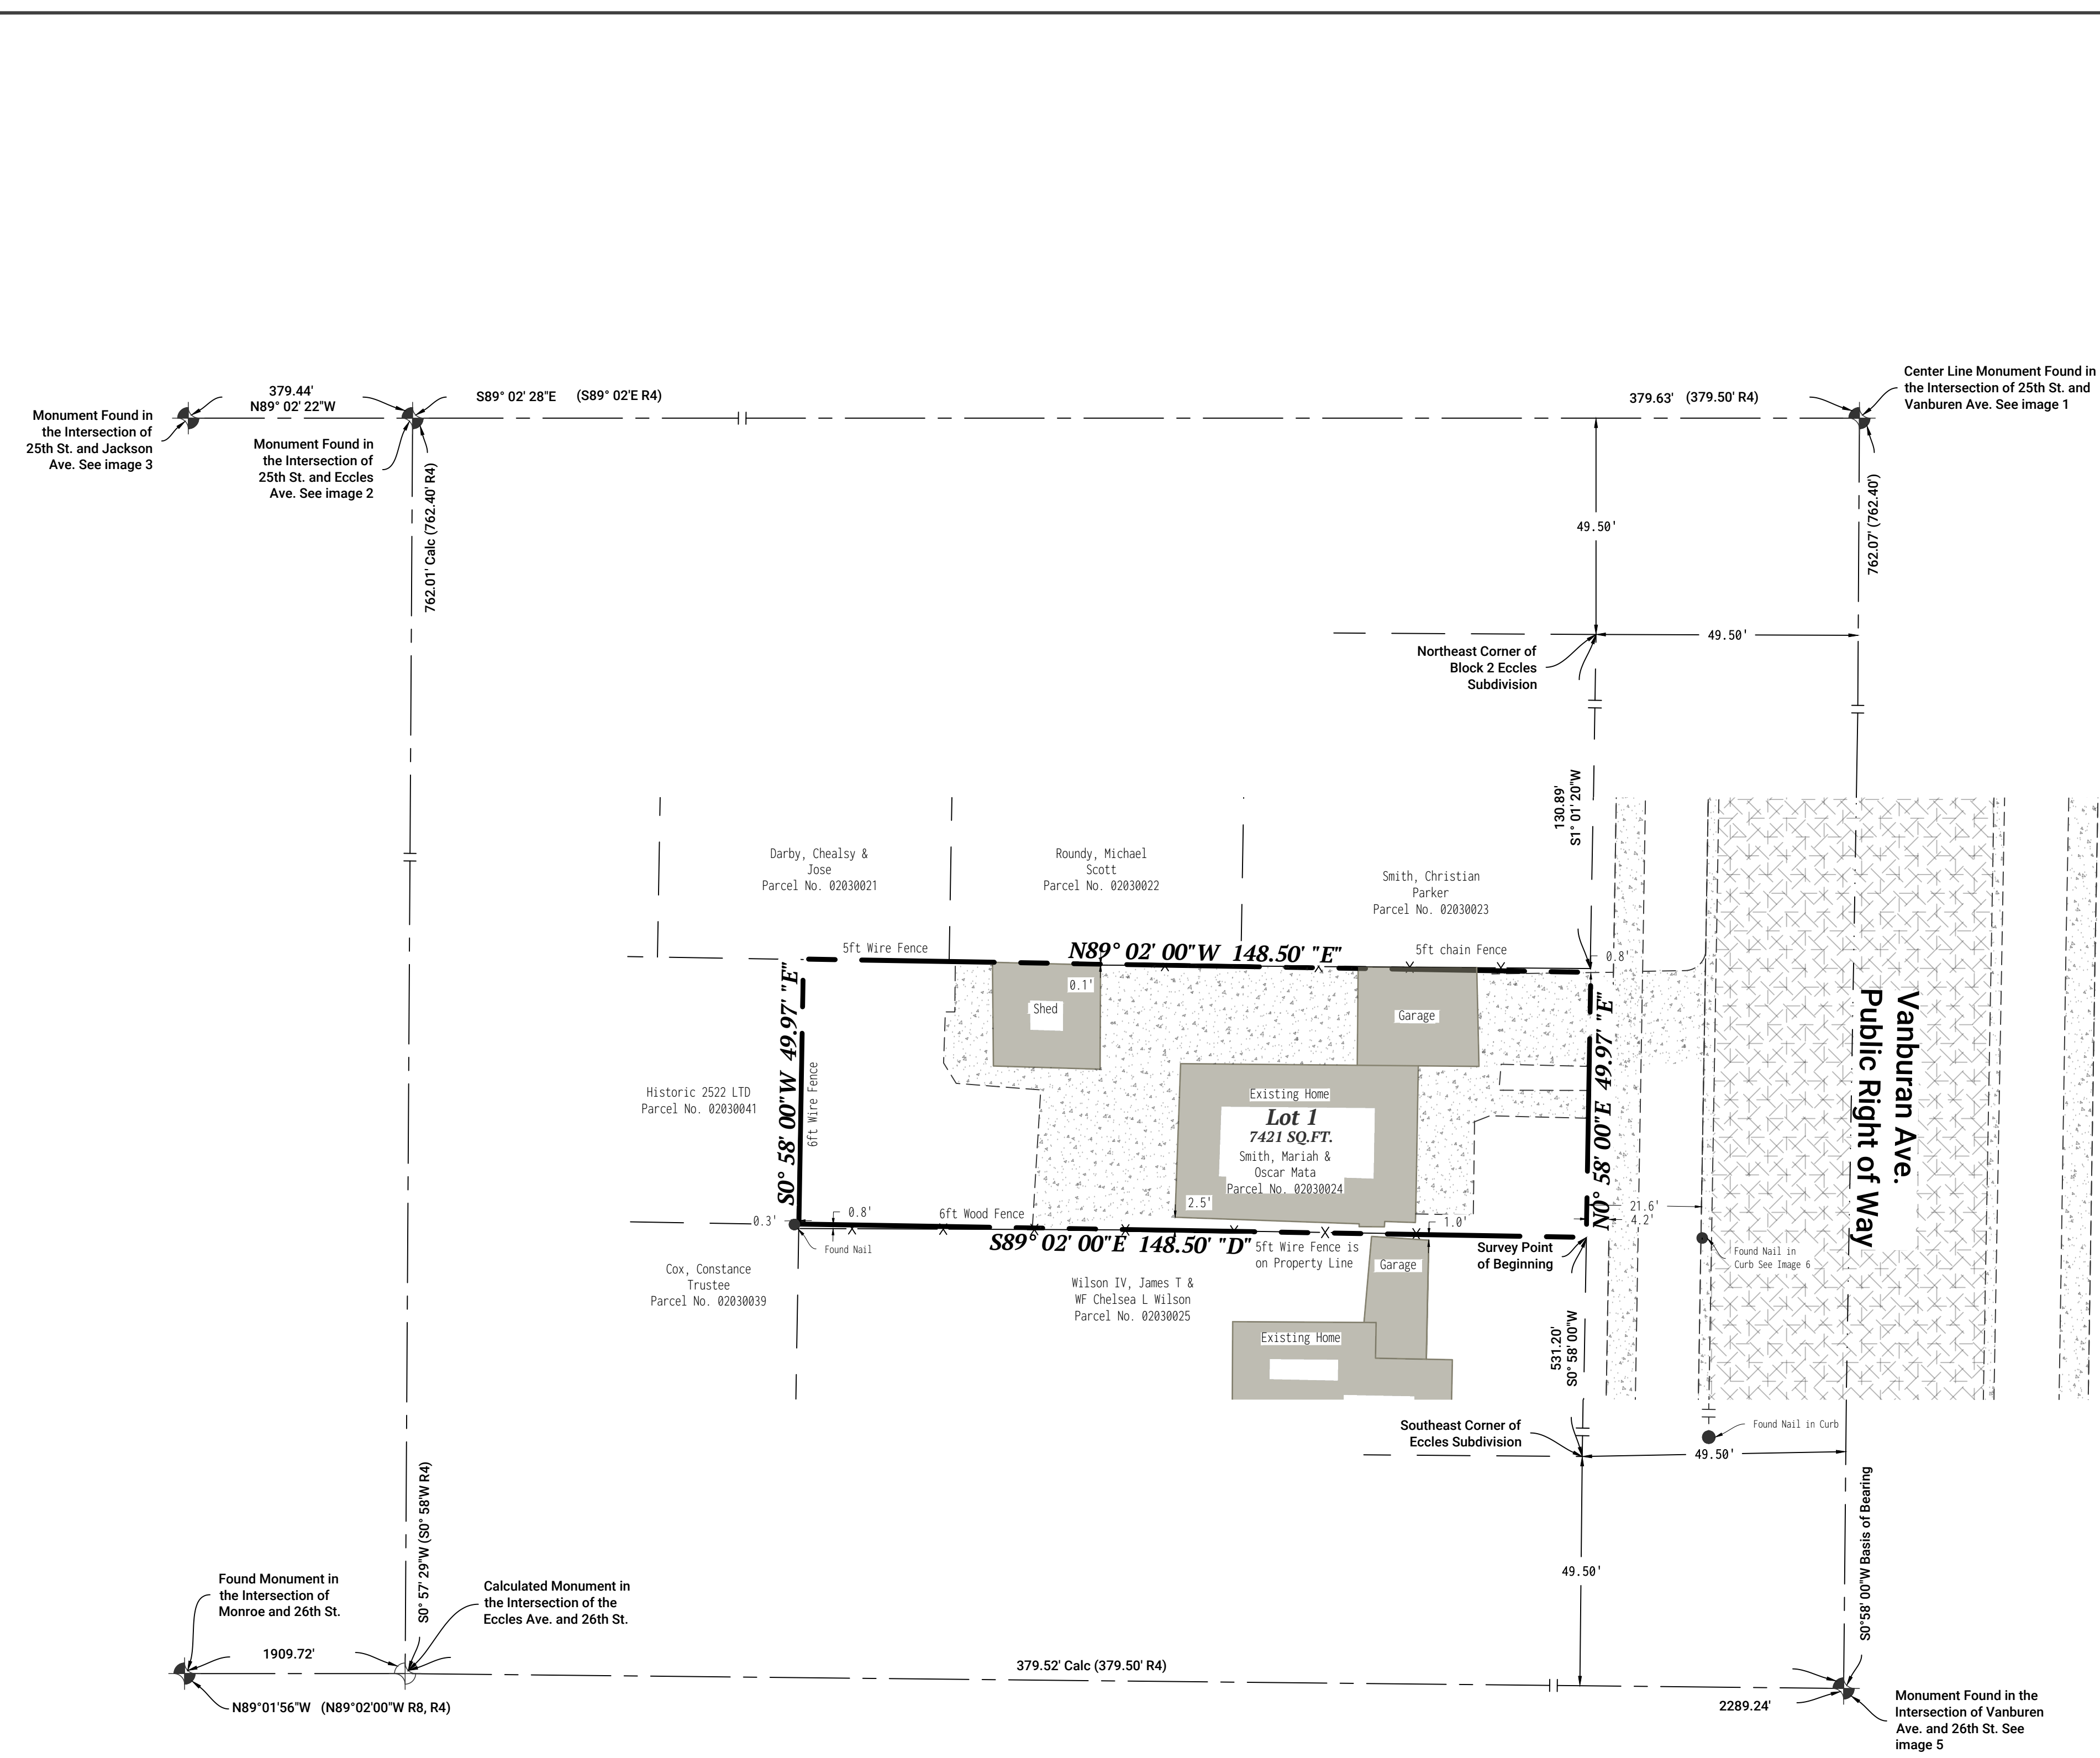 Center Line Monument Found in
the Intersection of 25th St. and
Vanburen Ave. See image 1
379.44'
N89° 02' 22"W
S89° 02' 28"E (S89° 02'E R4)
379.63' (379.50' R4)
Monument Found in
the Intersection of
25th St. and Jackson
Ave. See image 3
Monument Found in
the Intersection of
25th St. and Eccles
Ave. See image 2
762.01' Calc (762.40' R4)
762.07' (762.40')
49.50'
49.50'
Northeast Corner of
Block 2 Eccles
Subdivision
130.89'
S1° 01' 20"W
Darby, Chealsy &
Jose
Parcel No. 02030021
Roundy, Michael
Scott
Parcel No. 02030022
Smith, Christian
Parker
Parcel No. 02030023
5ft Wire Fence
N89° 02' 00"W 148.50' "E"
5ft chain Fence
0.8'
0.1'
Shed
Garage
S0° 58' 00"W 49.97' "E"
6ft Wire Fence
N0° 58' 00"E 49.97' "E"
Vanburan Ave.
Public Right of Way
Historic 2522 LTD
Parcel No. 02030041
Existing Home
Lot 1
7421 SQ.FT.
Smith, Mariah &
Oscar Mata
Parcel No. 02030024
2.5'
0.3'
0.8'
6ft Wood Fence
1.0'
21.6'
4.2'
Found Nail
S89° 02' 00"E 148.50' "D"
5ft Wire Fence is
on Property Line
Garage
Survey Point
of Beginning
Found Nail in
Curb See Image 6
Cox, Constance
Trustee
Parcel No. 02030039
Wilson IV, James T &
WF Chelsea L Wilson
Parcel No. 02030025
Existing Home
531.20'
S0° 58' 00"W
Southeast Corner of
Eccles Subdivision
Found Nail in Curb
49.50'
S0° 57' 29"W (S0° 58'W R4)
S0°58' 00"W Basis of Bearing
49.50'
Found Monument in
the Intersection of
Monroe and 26th St.
Calculated Monument in
the Intersection of the
Eccles Ave. and 26th St.
1909.72'
379.52' Calc (379.50' R4)
N89°01'56"W (N89°02'00"W R8, R4)
2289.24'
Monument Found in the
Intersection of Vanburen
Ave. and 26th St. See
image 5